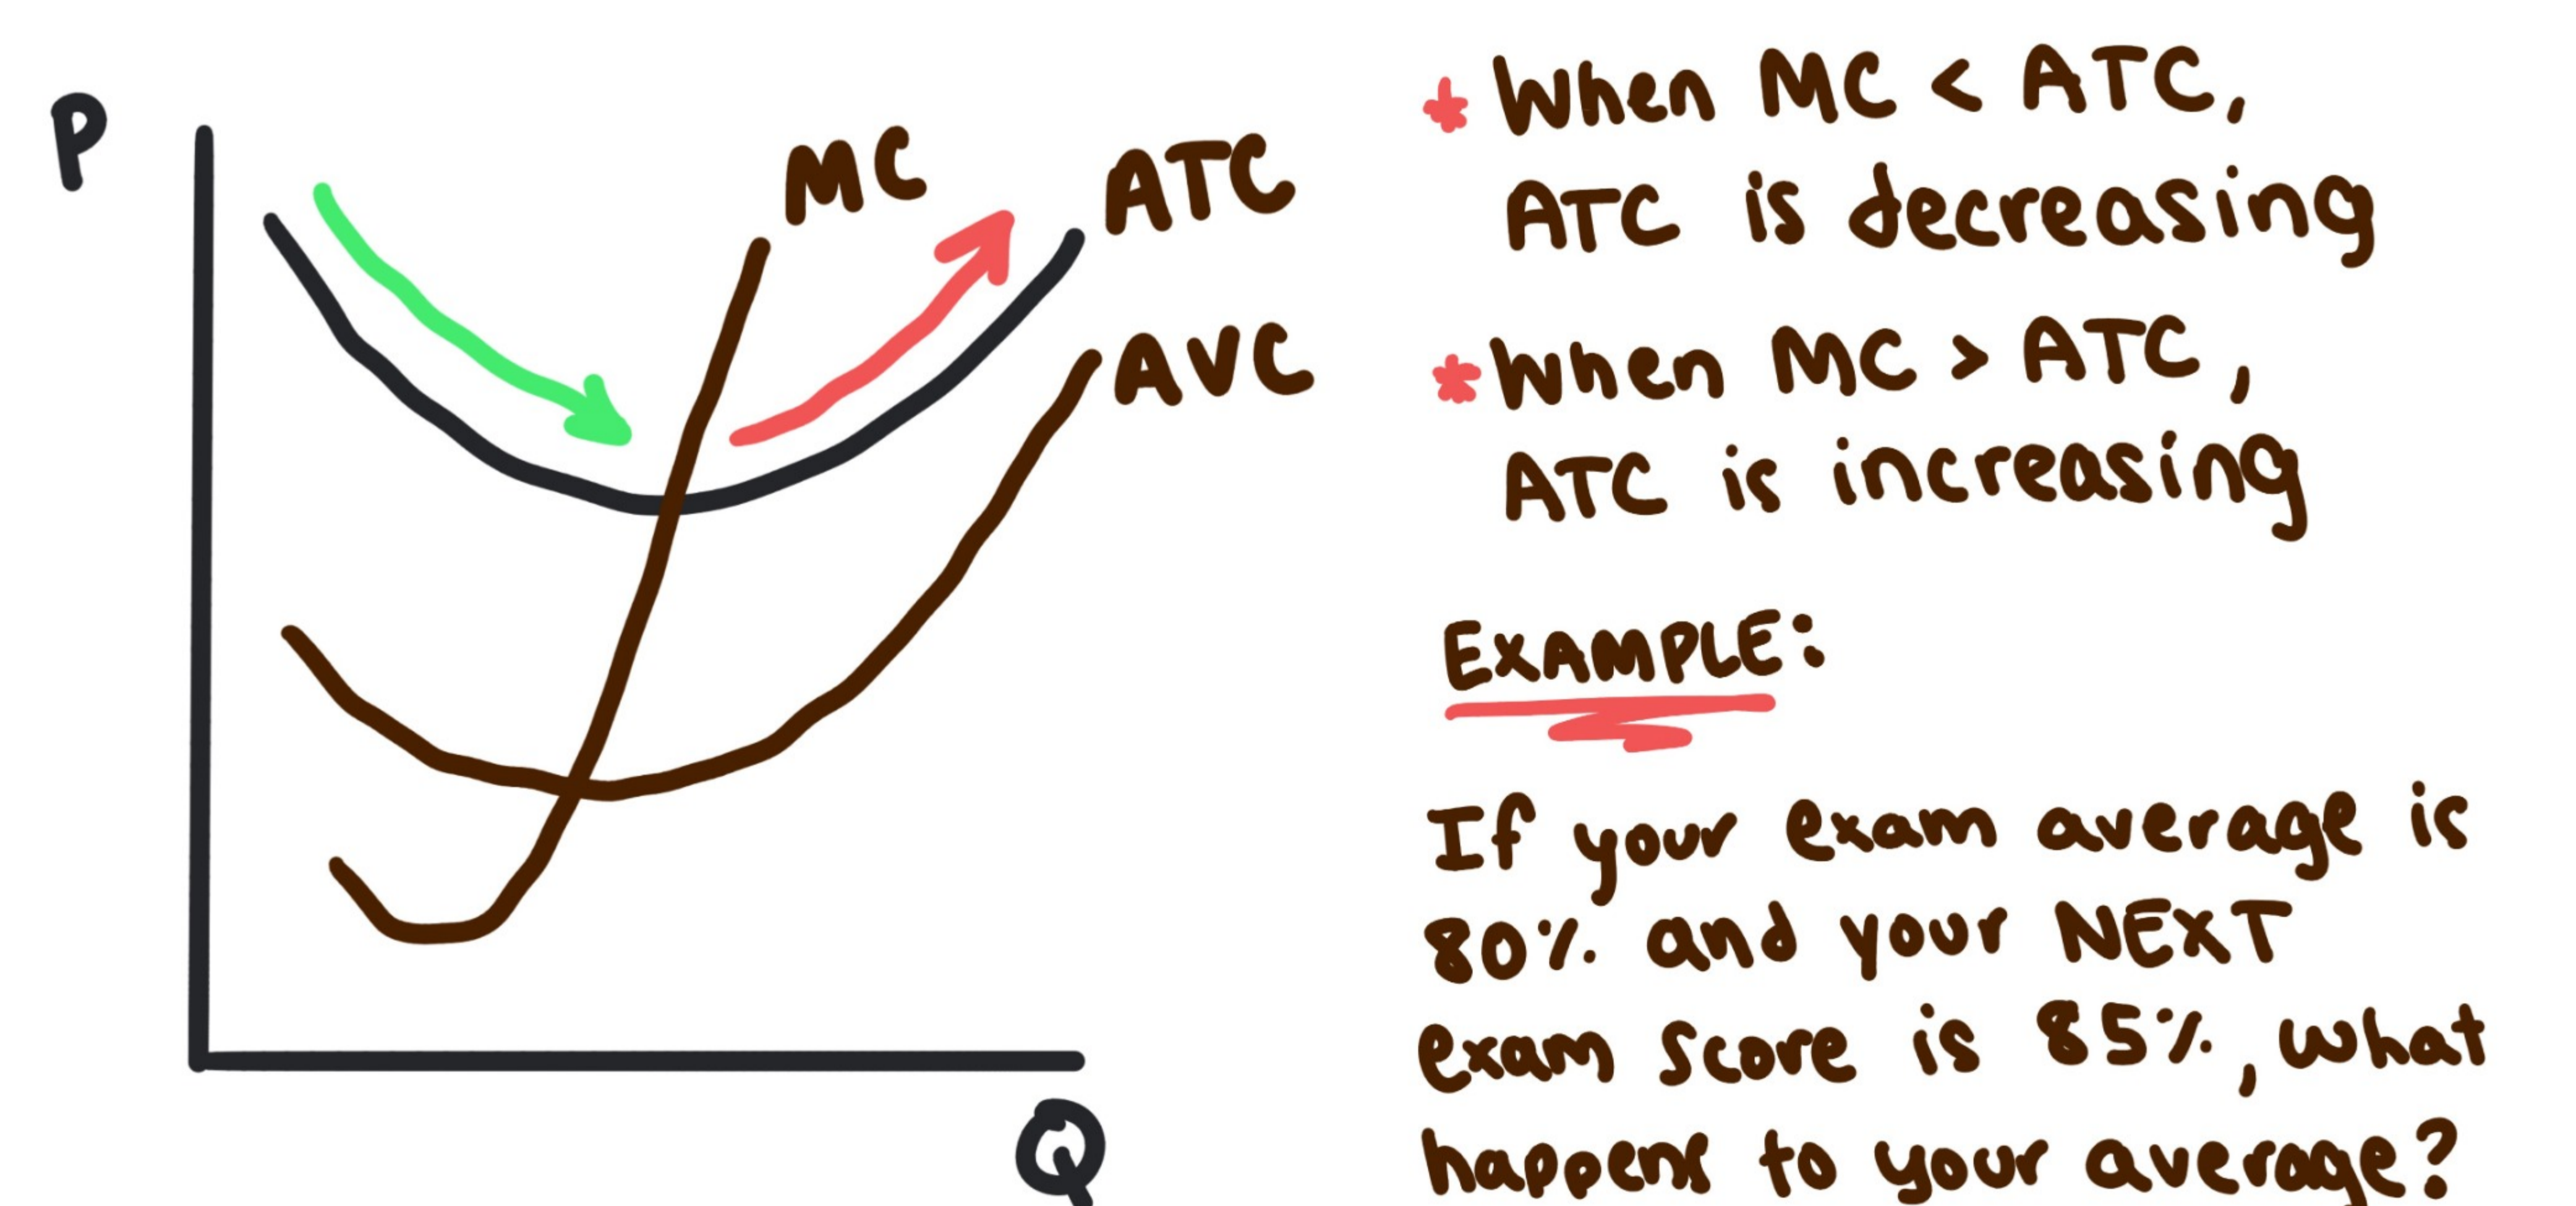 P
MC
ATC
AVC
Q
* When MC < ATC,
ATC is decreasing
* When MC > ATC,
ATC is increasing
EXAMPLE:
If your exam average is
80% and your NEXT
exam score is 85%, what
happens to your average?